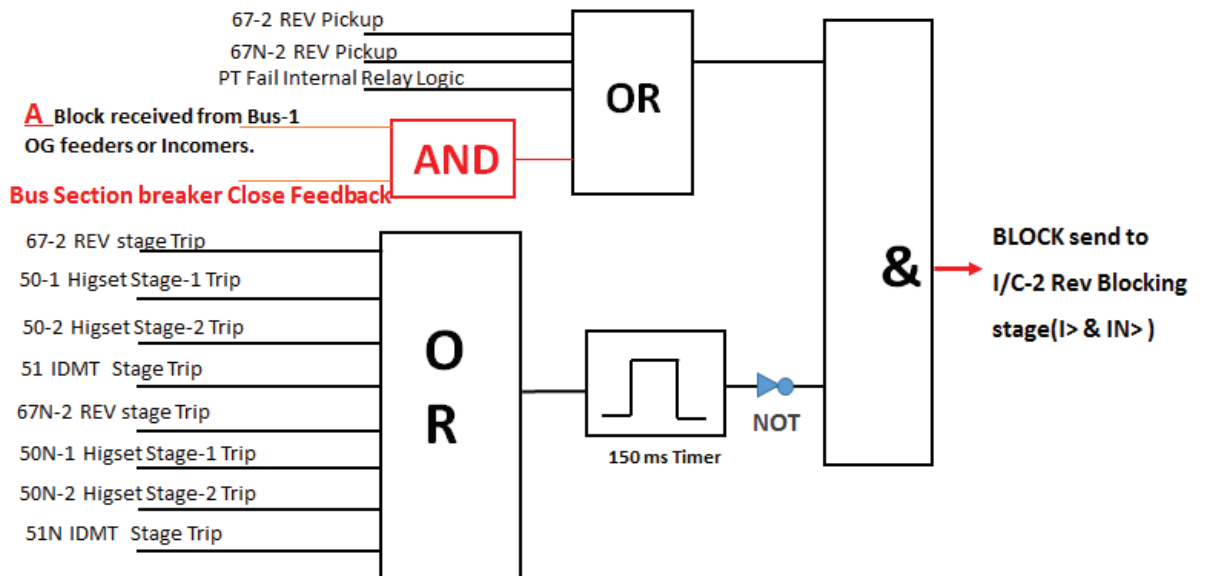 67-2 REV Pickup
67N-2 REV Pickup
PT Fail Internal Relay Logic
OR
A Block received from Bus-1
OG feeders or Incomers.
AND
Bus Section breaker Close Feedback
67-2 REV stage Trip
50-1 Higset Stage-1 Trip
50-2 Higset Stage-2 Trip
51 IDMT Stage Trip
67N-2 REV stage Trip
50N-1 Higset Stage-1 Trip
50N-2 Higset Stage-2 Trip
51N IDMT Stage Trip
O
R
150 ms Timer
NOT
&
BLOCK send to
I/C-2 Rev Blocking
stage(I> & IN> )